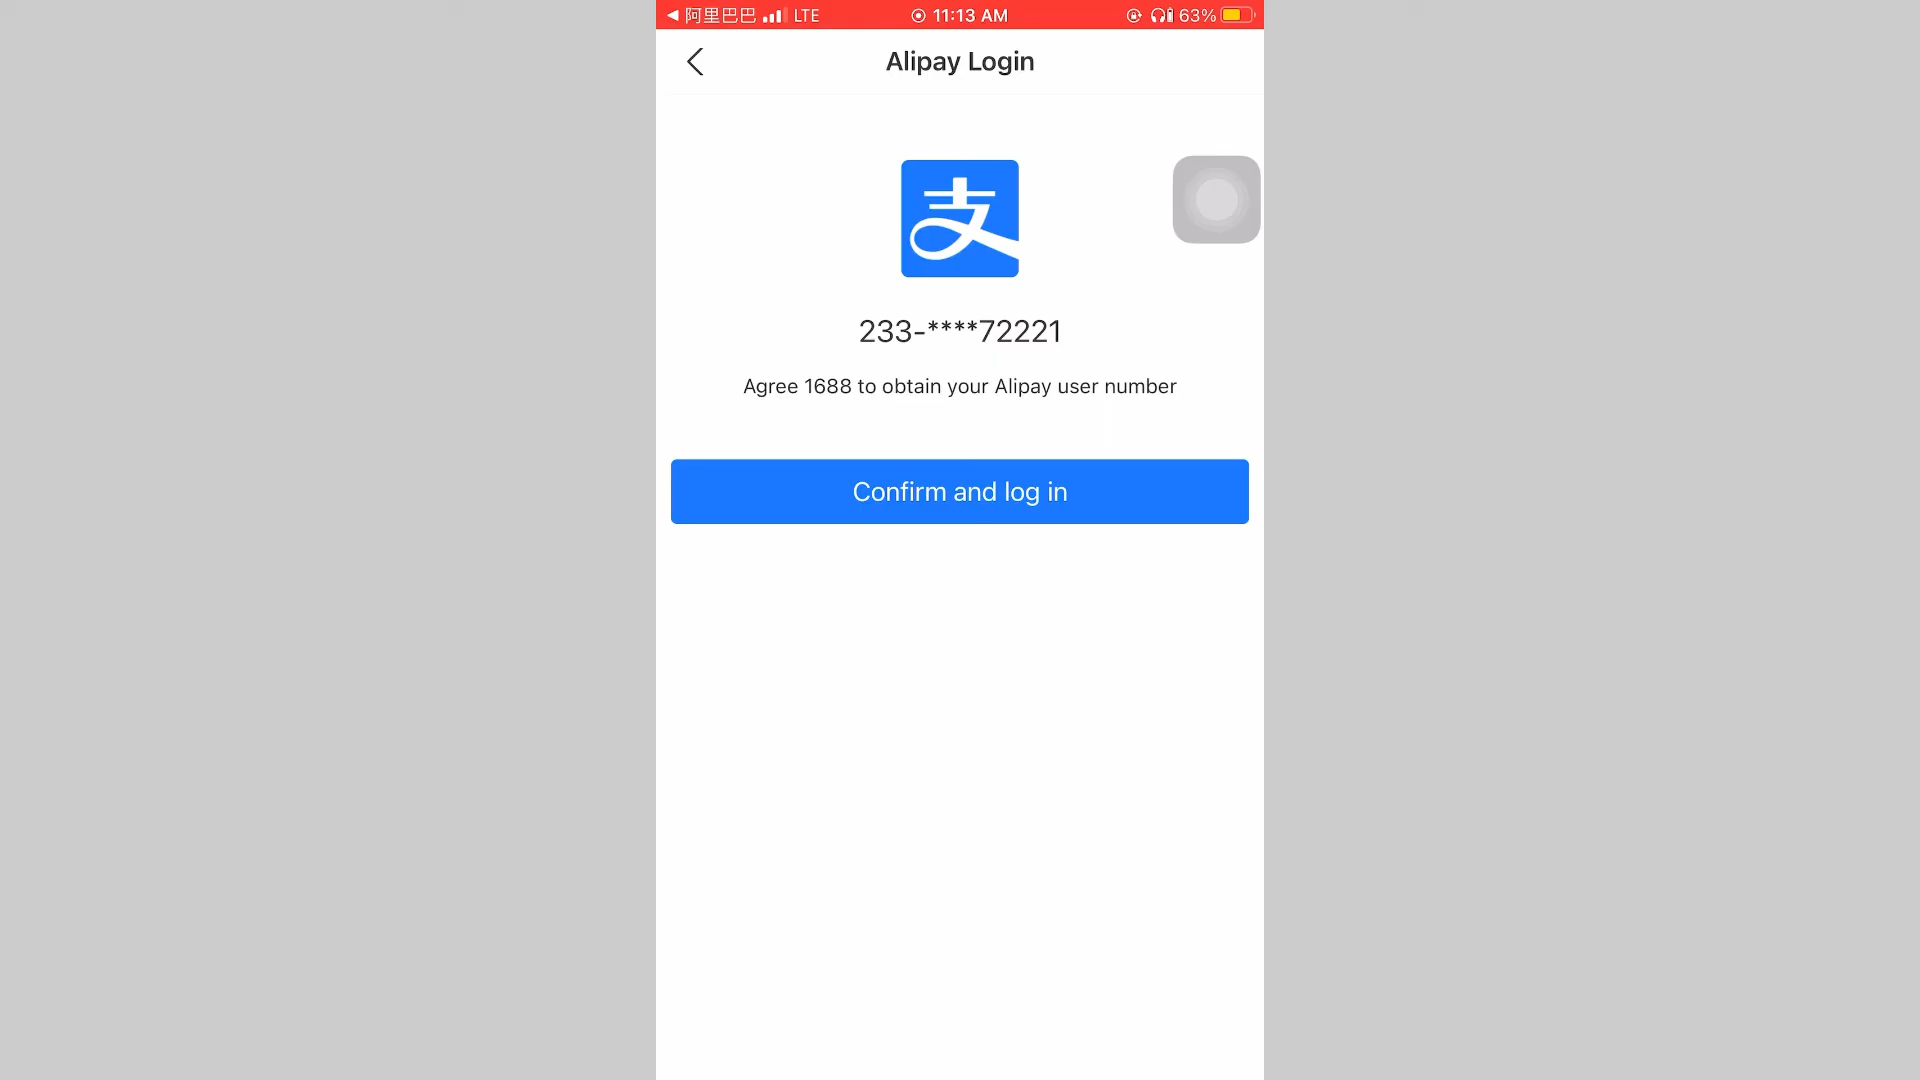 阿里巴巴 LTE 11:13 AM 63%
Alipay Login
支
233-****72221
Agree 1688 to obtain your Alipay user number
Confirm and log in